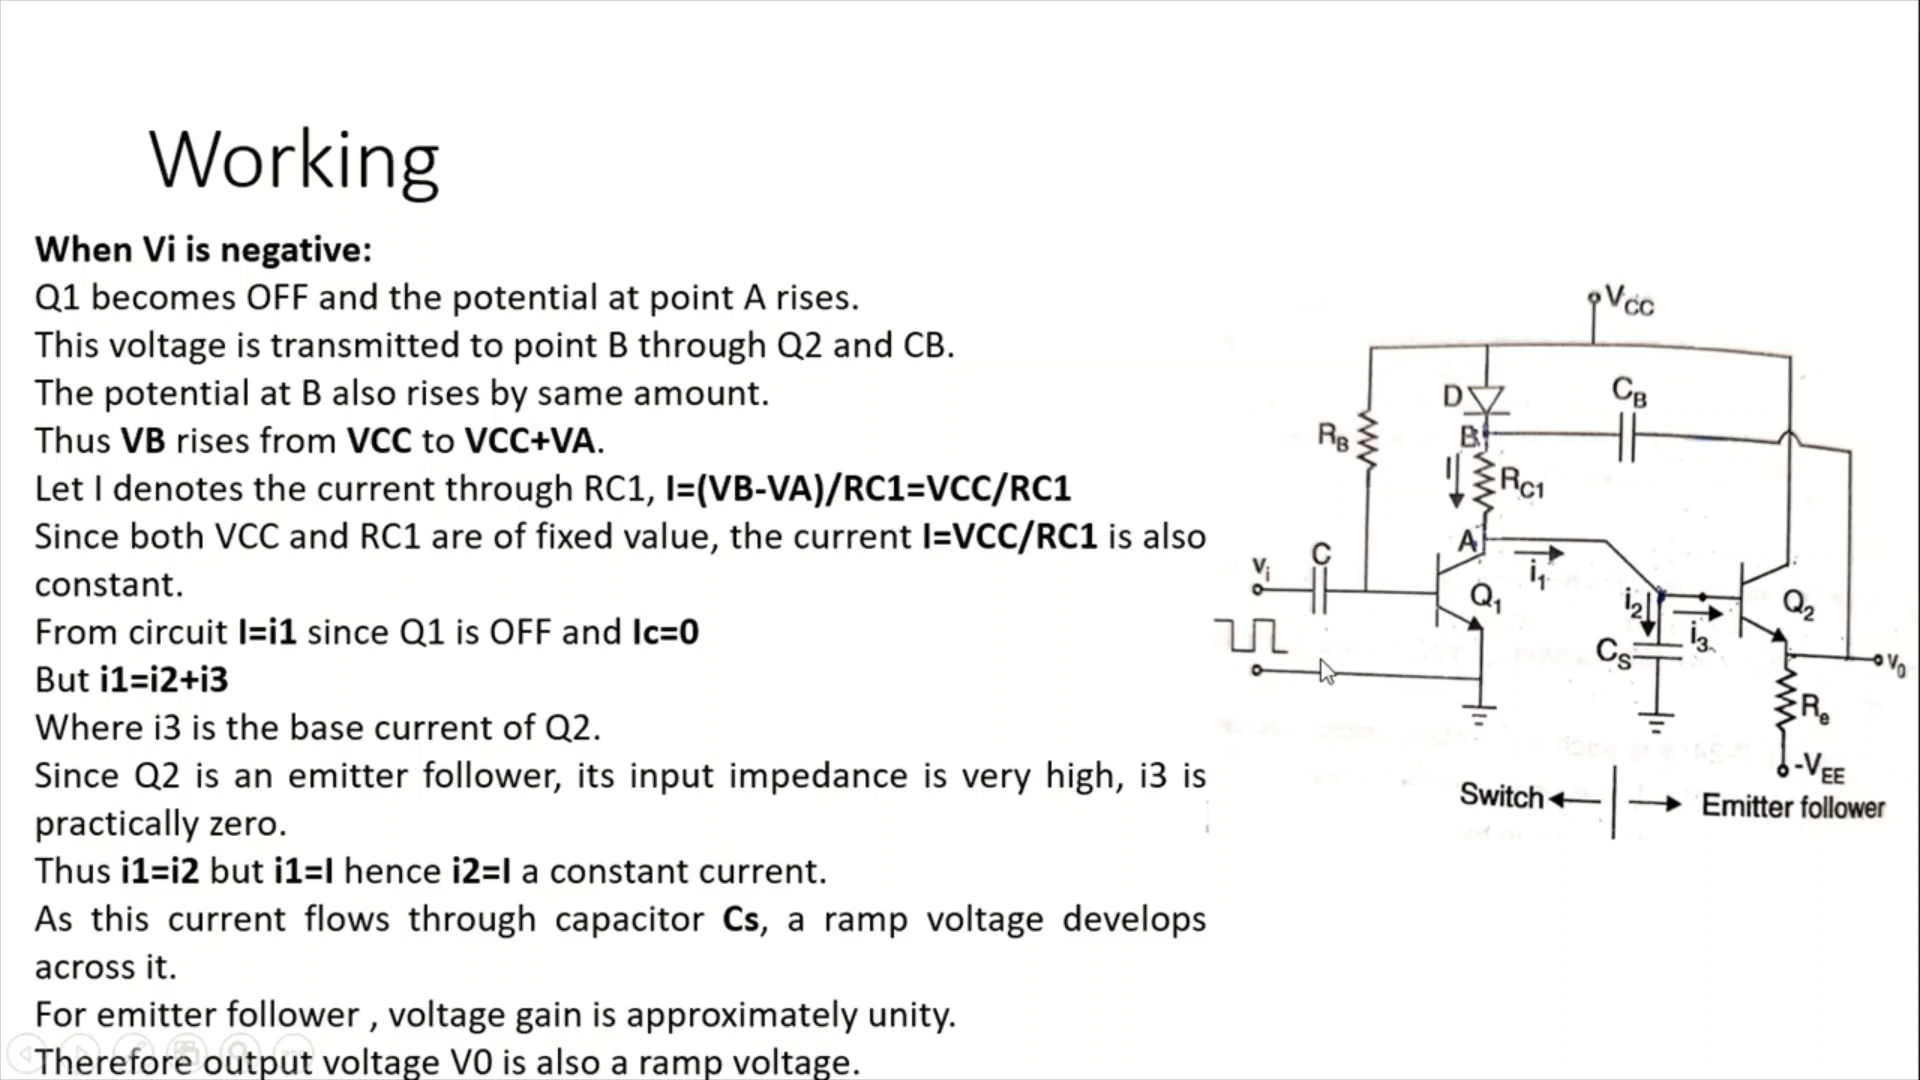 Working
When Vi is negative:
Q1 becomes OFF and the potential at point A rises.
This voltage is transmitted to point B through Q2 and CB.
The potential at B also rises by same amount.
Thus VB rises from VCC to VCC+VA.
Let I denotes the current through RC1, I=(VB-VA)/RC1=VCC/RC1
Since both VCC and RC1 are of fixed value, the current I=VCC/RC1 is also
constant.
From circuit I=i1 since Q1 is OFF and Ic=0
But i1=i2+i3
Where i3 is the base current of Q2.
Since Q2 is an emitter follower, its input impedance is very high, i3 is
practically zero.
Thus i1=i2 but i1=I hence i2=I a constant current.
As this current flows through capacitor Cs, a ramp voltage develops
across it.
For emitter follower , voltage gain is approximately unity.
Therefore output voltage V0 is also a ramp voltage.
VCC
D
CB
RB
B
I
RC1
A
C
Vi
i1
Q1
i2
Q2
i3
CS
V0
Re
-VEE
Switch
Emitter follower